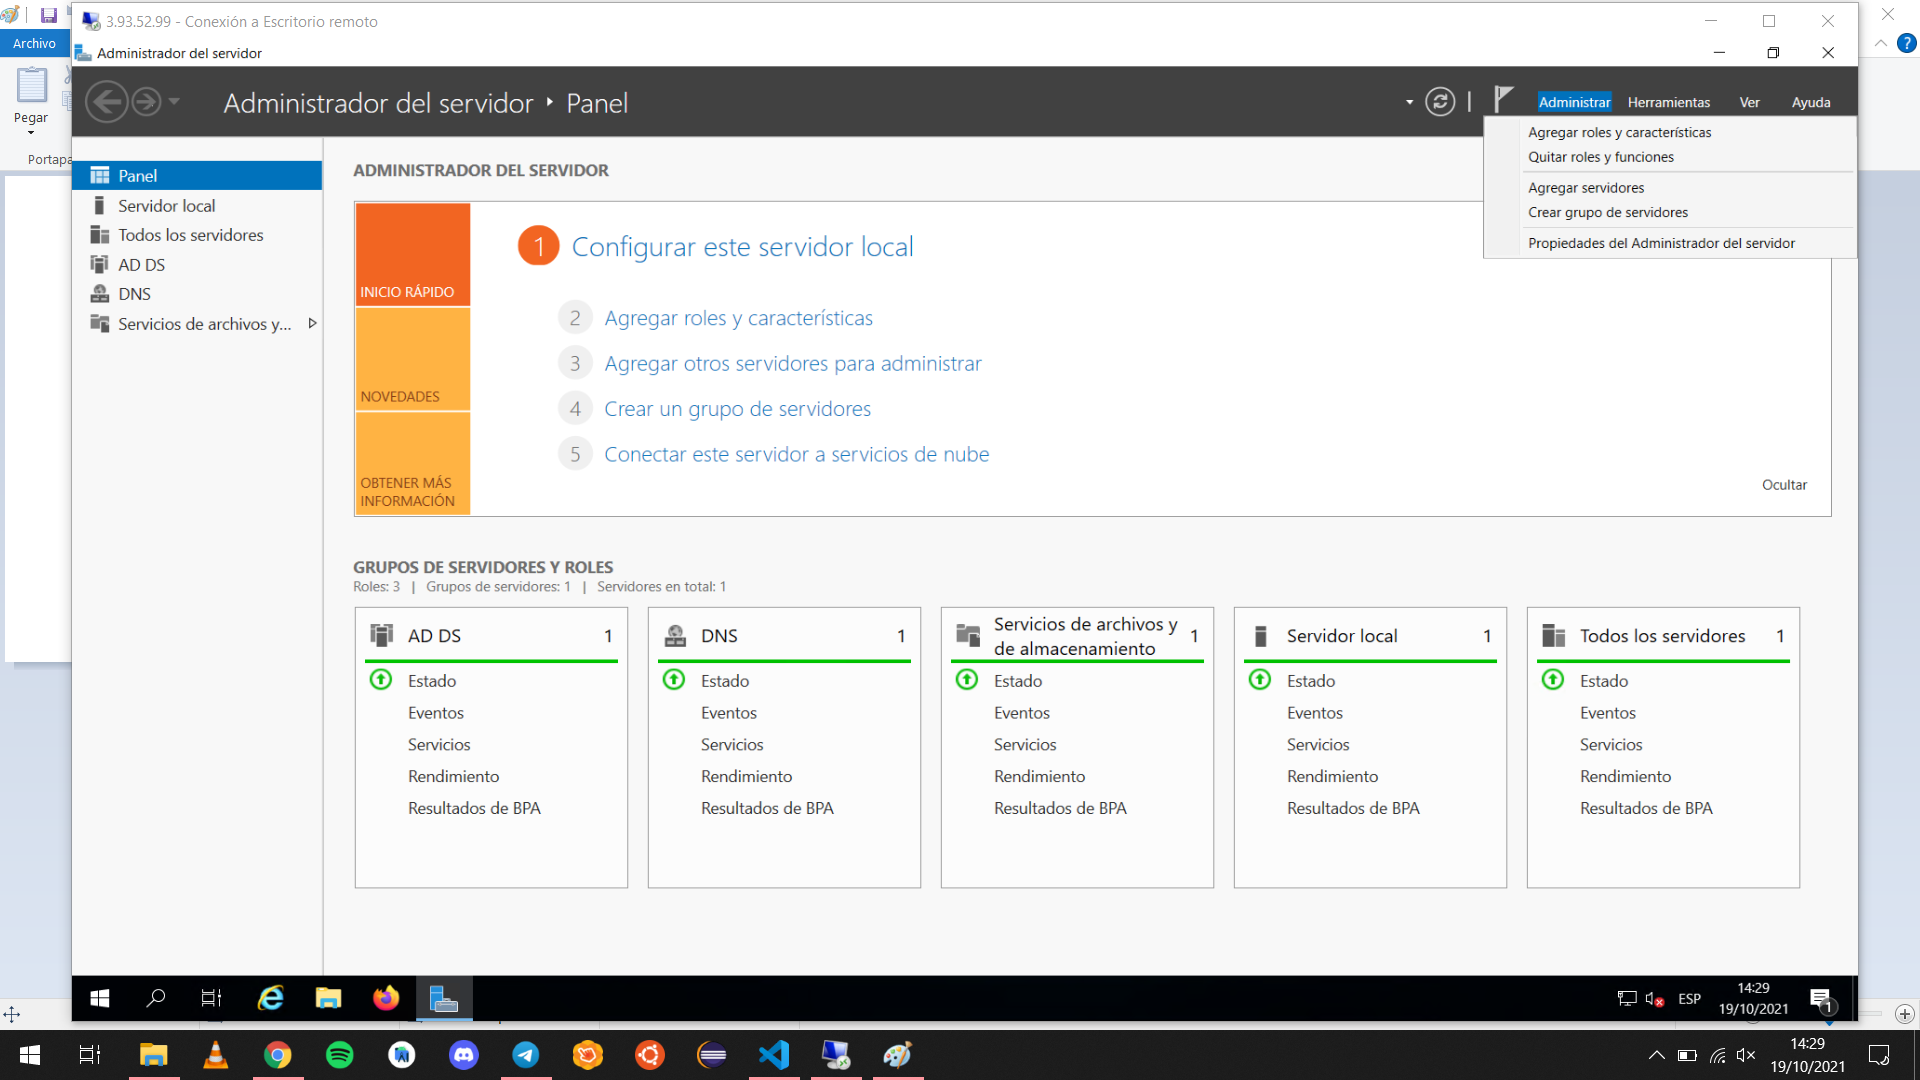 3.93.52.99 - Conexión a Escritorio remoto
Archivo
Pegar
Administrador del servidor
Administrador del servidor ‣ Panel
Administrar
Herramientas
Ver
Ayuda
Agregar roles y características
Quitar roles y funciones
Agregar servidores
Crear grupo de servidores
Propiedades del Administrador del servidor
Portapa
Panel
Servidor local
Todos los servidores
AD DS
DNS
Servicios de archivos y...
ADMINISTRADOR DEL SERVIDOR
INICIO RÁPIDO
NOVEDADES
OBTENER MÁS
INFORMACIÓN
1 Configurar este servidor local
2 Agregar roles y características
3 Agregar otros servidores para administrar
4 Crear un grupo de servidores
5 Conectar este servidor a servicios de nube
Ocultar
GRUPOS DE SERVIDORES Y ROLES
Roles: 3 | Grupos de servidores: 1 | Servidores en total: 1
AD DS 1
Estado
Eventos
Servicios
Rendimiento
Resultados de BPA
DNS 1
Estado
Eventos
Servicios
Rendimiento
Resultados de BPA
Servicios de archivos y
de almacenamiento 1
Estado
Eventos
Servicios
Rendimiento
Resultados de BPA
Servidor local 1
Estado
Eventos
Servicios
Rendimiento
Resultados de BPA
Todos los servidores 1
Estado
Eventos
Servicios
Rendimiento
Resultados de BPA
ESP
14:29
19/10/2021
1
14:29
19/10/2021